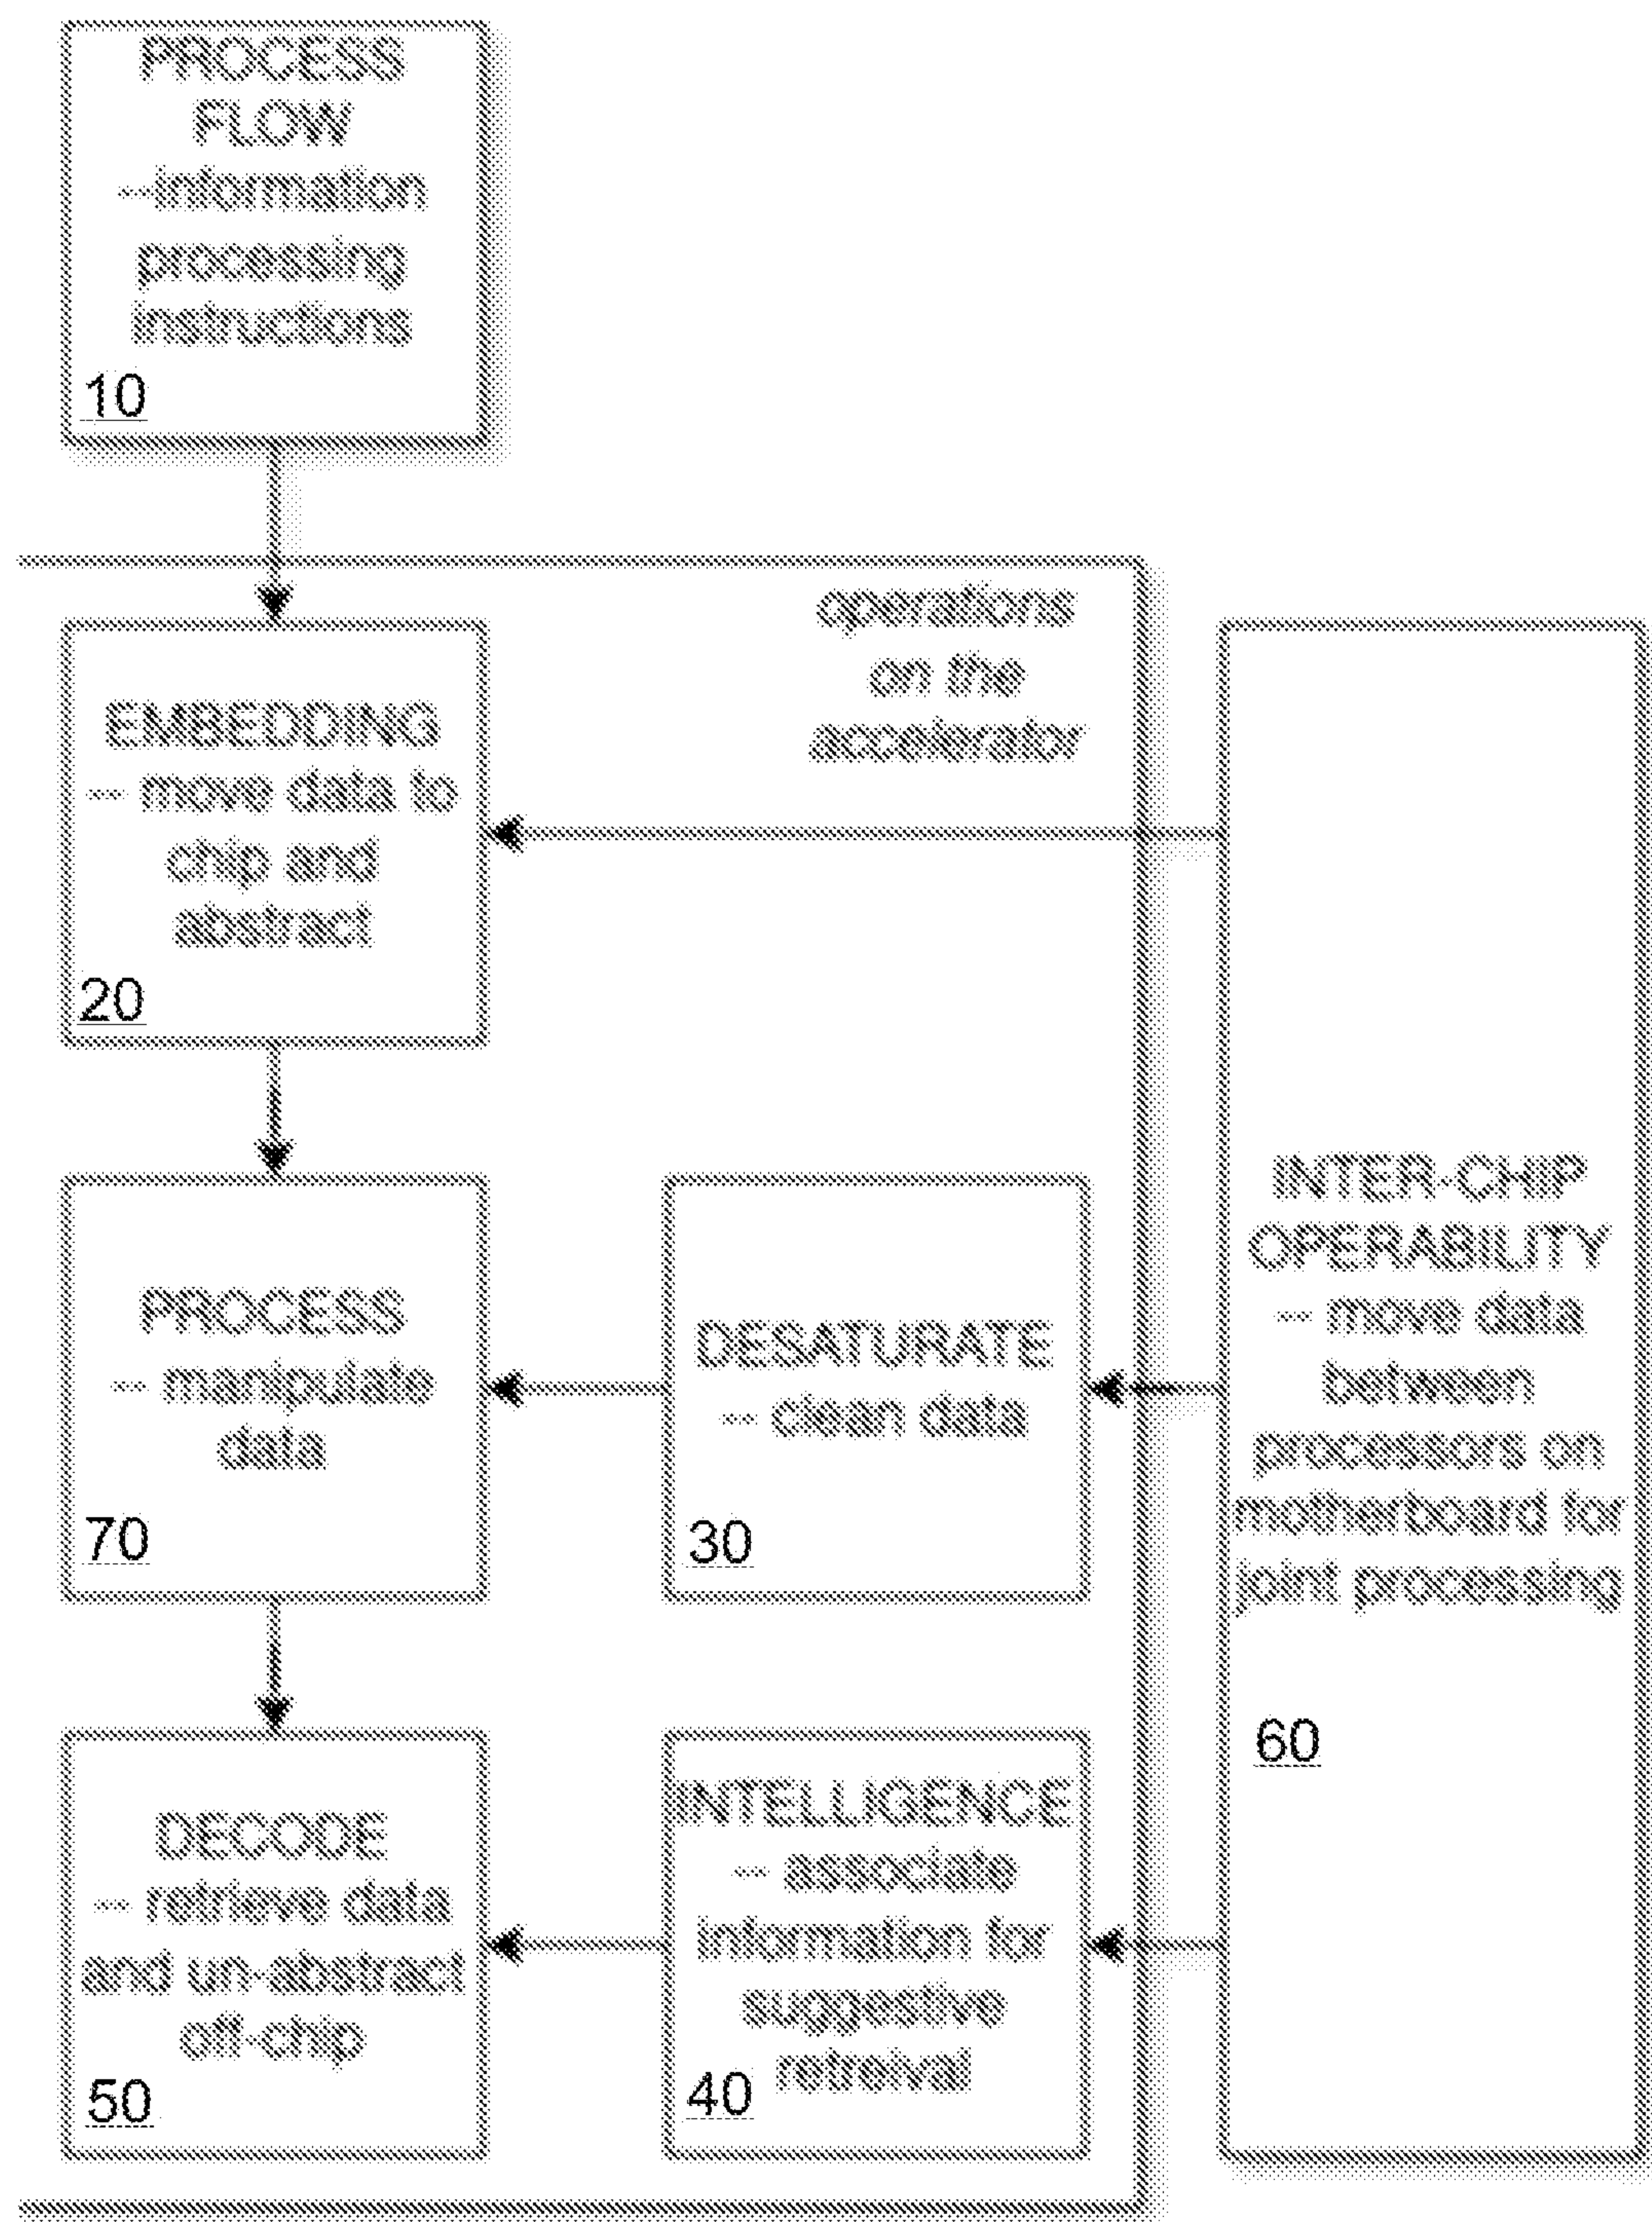 PROCESS
FLOW
--information
processing
instructions
10
operations
on the
accelerator
EMBEDDING
-- move data to
chip and
abstract
20
PROCESS
-- manipulate
data
70
DESATURATE
-- clean data
30
INTER-CHIP
OPERABILITY
-- move data
between
processors on
motherboard for
joint processing
60
DECODE
-- retrieve data
and un-abstract
off-chip
50
INTELLIGENCE
-- associate
information for
suggestive
retreival
40